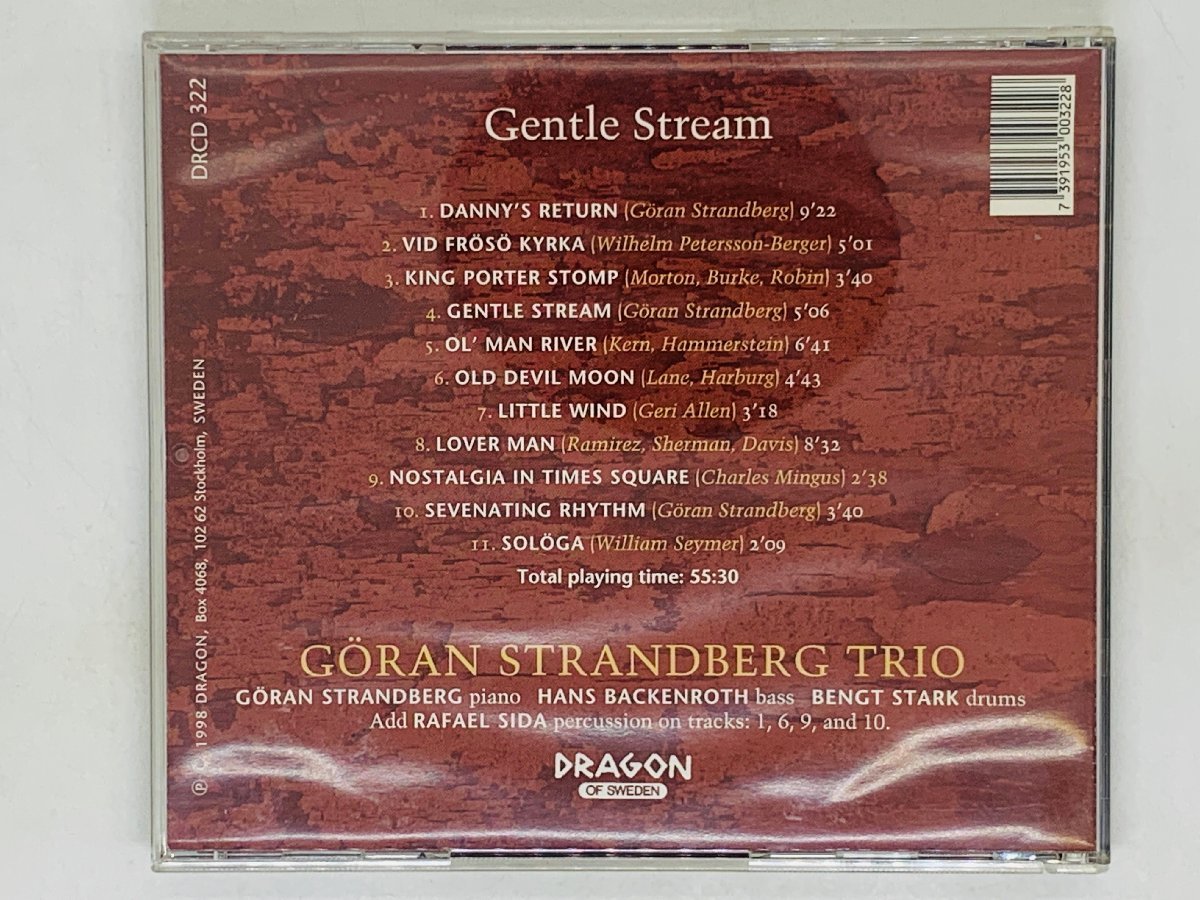 Gentle Stream
1. DANNY'S RETURN (Göran Strandberg) 9'22
2. VID FRÖSÖ KYRKA (Wilhelm Petersson-Berger) 5'01
3. KING PORTER STOMP (Morton, Burke, Robin) 3'40
4. GENTLE STREAM (Göran Strandberg) 5'06
5. OL' MAN RIVER (Kern, Hammerstein) 6'41
6. OLD DEVIL MOON (Lane, Harburg) 4'43
7. LITTLE WIND (Geri Allen) 3'18
8. LOVER MAN (Ramirez, Sherman, Davis) 8'32
9. NOSTALGIA IN TIMES SQUARE (Charles Mingus) 2'38
10. SEVENATING RHYTHM (Göran Strandberg) 3'40
11. SOLÖGA (William Seymer) 2'09
Total playing time: 55:30
GÖRAN STRANDBERG TRIO
GÖRAN STRANDBERG piano HANS BACKENROTH bass BENGT STARK drums
Add RAFAEL SIDA percussion on tracks: 1, 6, 9, and 10.
DRAGON
OF SWEDEN
DRCD 322
℗ © 1998 DRAGON, Box 4068, 102 62 Stockholm, SWEDEN
7 391953 003228